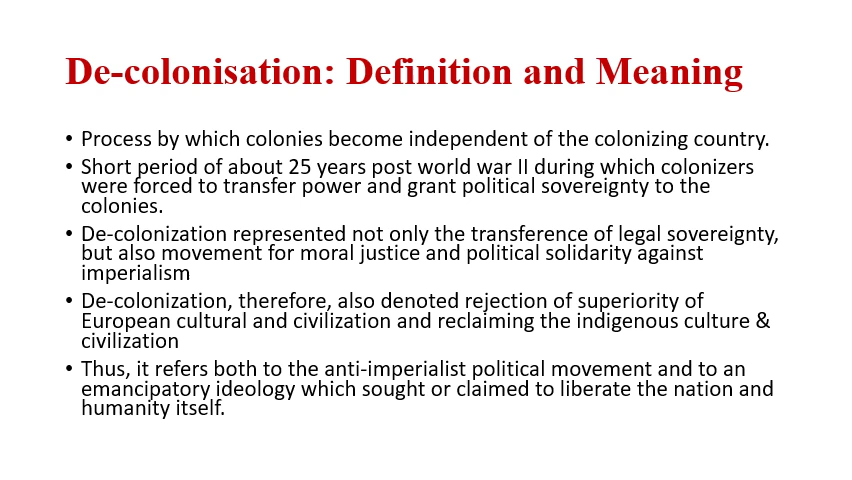 De-colonisation: Definition and Meaning
• Process by which colonies become independent of the colonizing country.
• Short period of about 25 years post world war II during which colonizers
were forced to transfer power and grant political sovereignty to the
colonies.
• De-colonization represented not only the transference of legal sovereignty,
but also movement for moral justice and political solidarity against
imperialism
• De-colonization, therefore, also denoted rejection of superiority of
European cultural and civilization and reclaiming the indigenous culture &
civilization
• Thus, it refers both to the anti-imperialist political movement and to an
emancipatory ideology which sought or claimed to liberate the nation and
humanity itself.